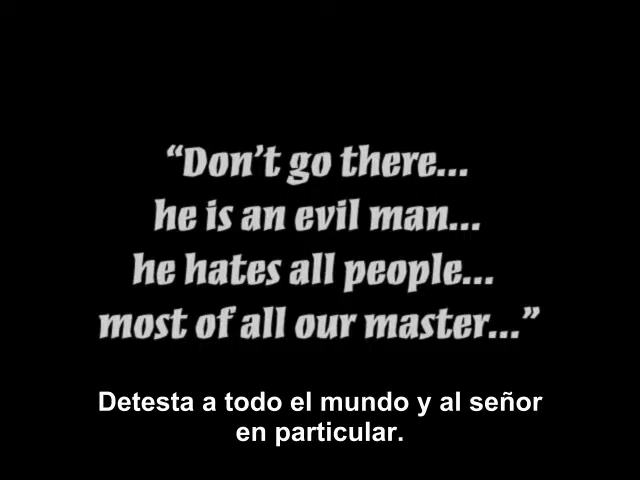 “Don’t go there...
he is an evil man...
he hates all people...
most of all our master...”
Detesta a todo el mundo y al señor
en particular.